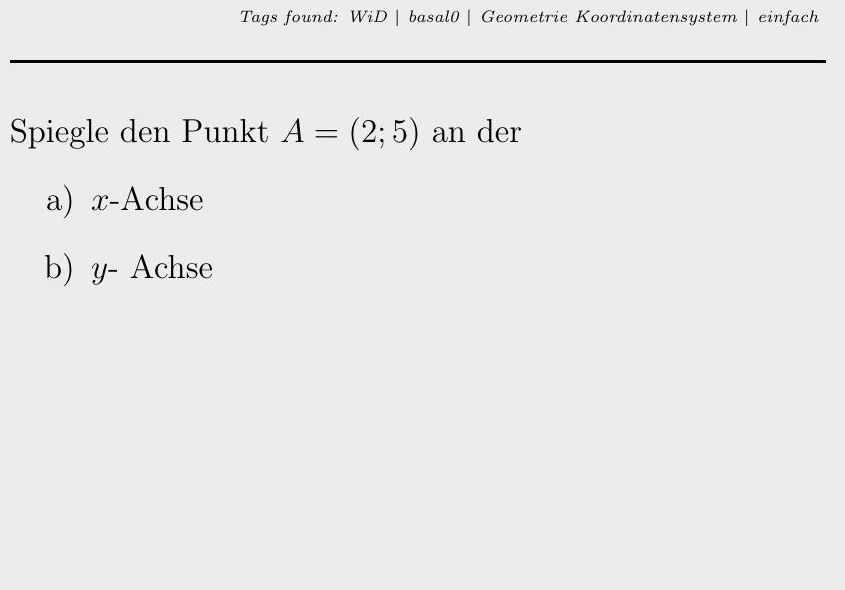 Tags found: WiD | basal0 | Geometrie Koordinatensystem | einfach
Spiegle den Punkt A = (2; 5) an der
a) x-Achse
b) y- Achse